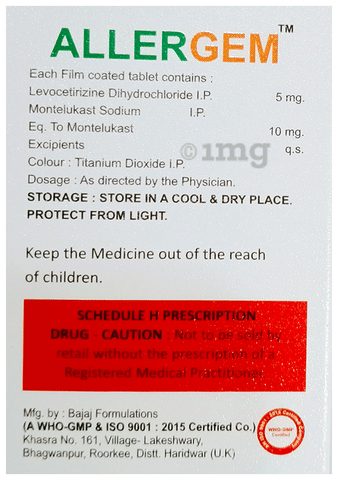 ALLERGEM™
Each Film coated tablet contains :
Levocetirizine Dihydrochloride I.P. 5 mg.
Montelukast Sodium I.P.
Eq. To Montelukast 10 mg.
Excipients q.s.
©1mg
Colour : Titanium Dioxide I.P.
Dosage : As directed by the Physician.
STORAGE : STORE IN A COOL & DRY PLACE.
PROTECT FROM LIGHT.
Keep the Medicine out of the reach
of children.
SCHEDULE H PRESCRIPTION
DRUG - CAUTION : Not to be sold by
retail without the prescription of a
Registered Medical Practitioner
Mfg. by : Bajaj Formulations
(A WHO-GMP & ISO 9001 : 2015 Certified Co.)
Khasra No. 161, Village- Lakeshwary,
Bhagwanpur, Roorkee, Distt. Haridwar (U.K)
WHO-GMP
Certified